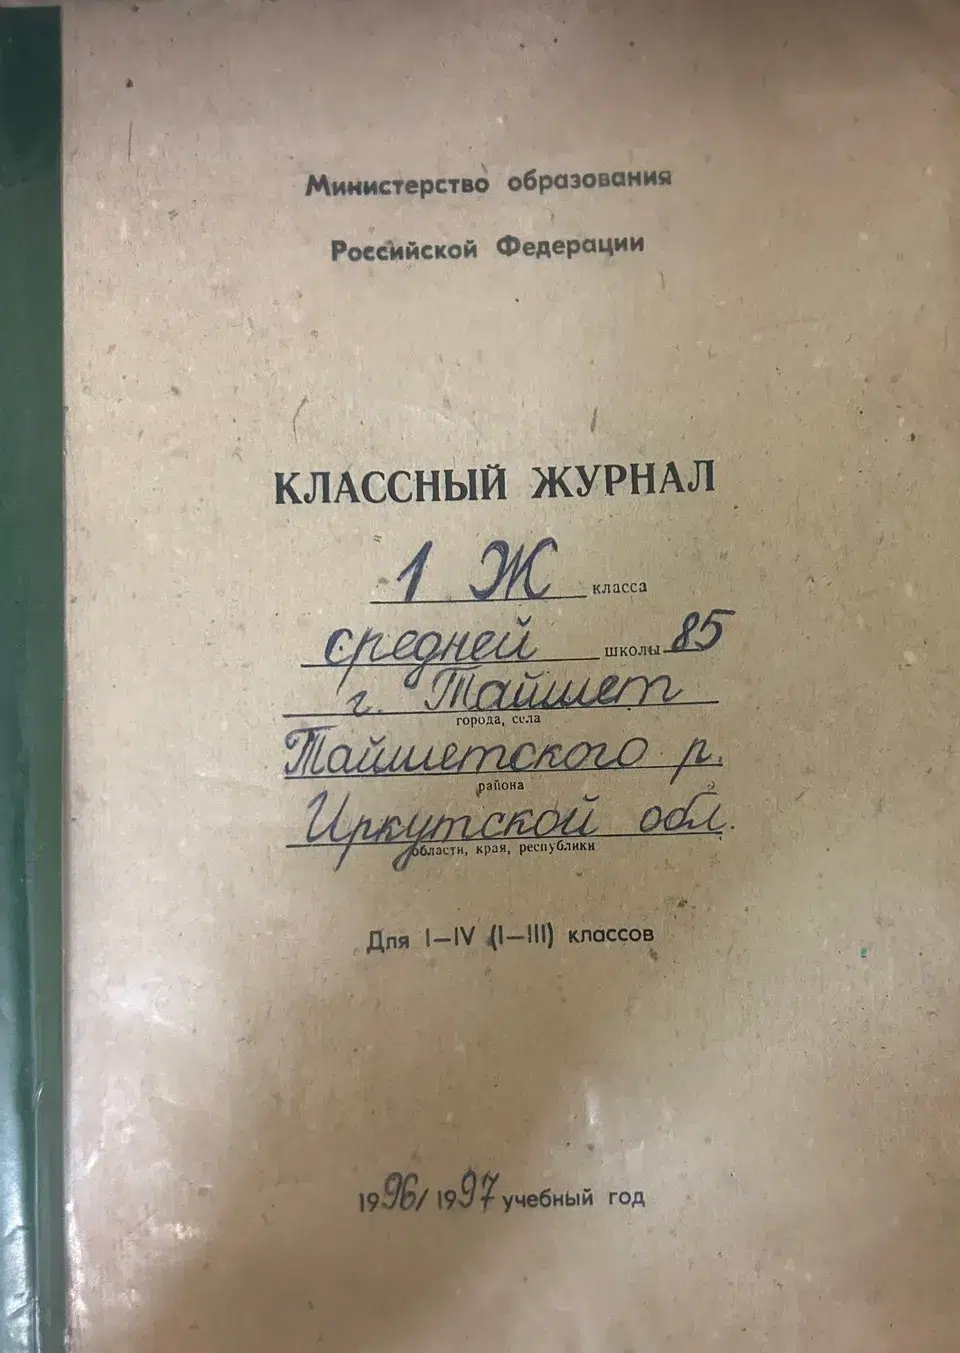 Министерство образования
Российской Федерации
КЛАССНЫЙ ЖУРНАЛ
1 Ж класса
средней школы 85
г. Тайшет
города, села
Тайшетского р.
района
Иркутской обл.
области, края, республики
Для I—IV (I—III) классов
1996/1997 учебный год